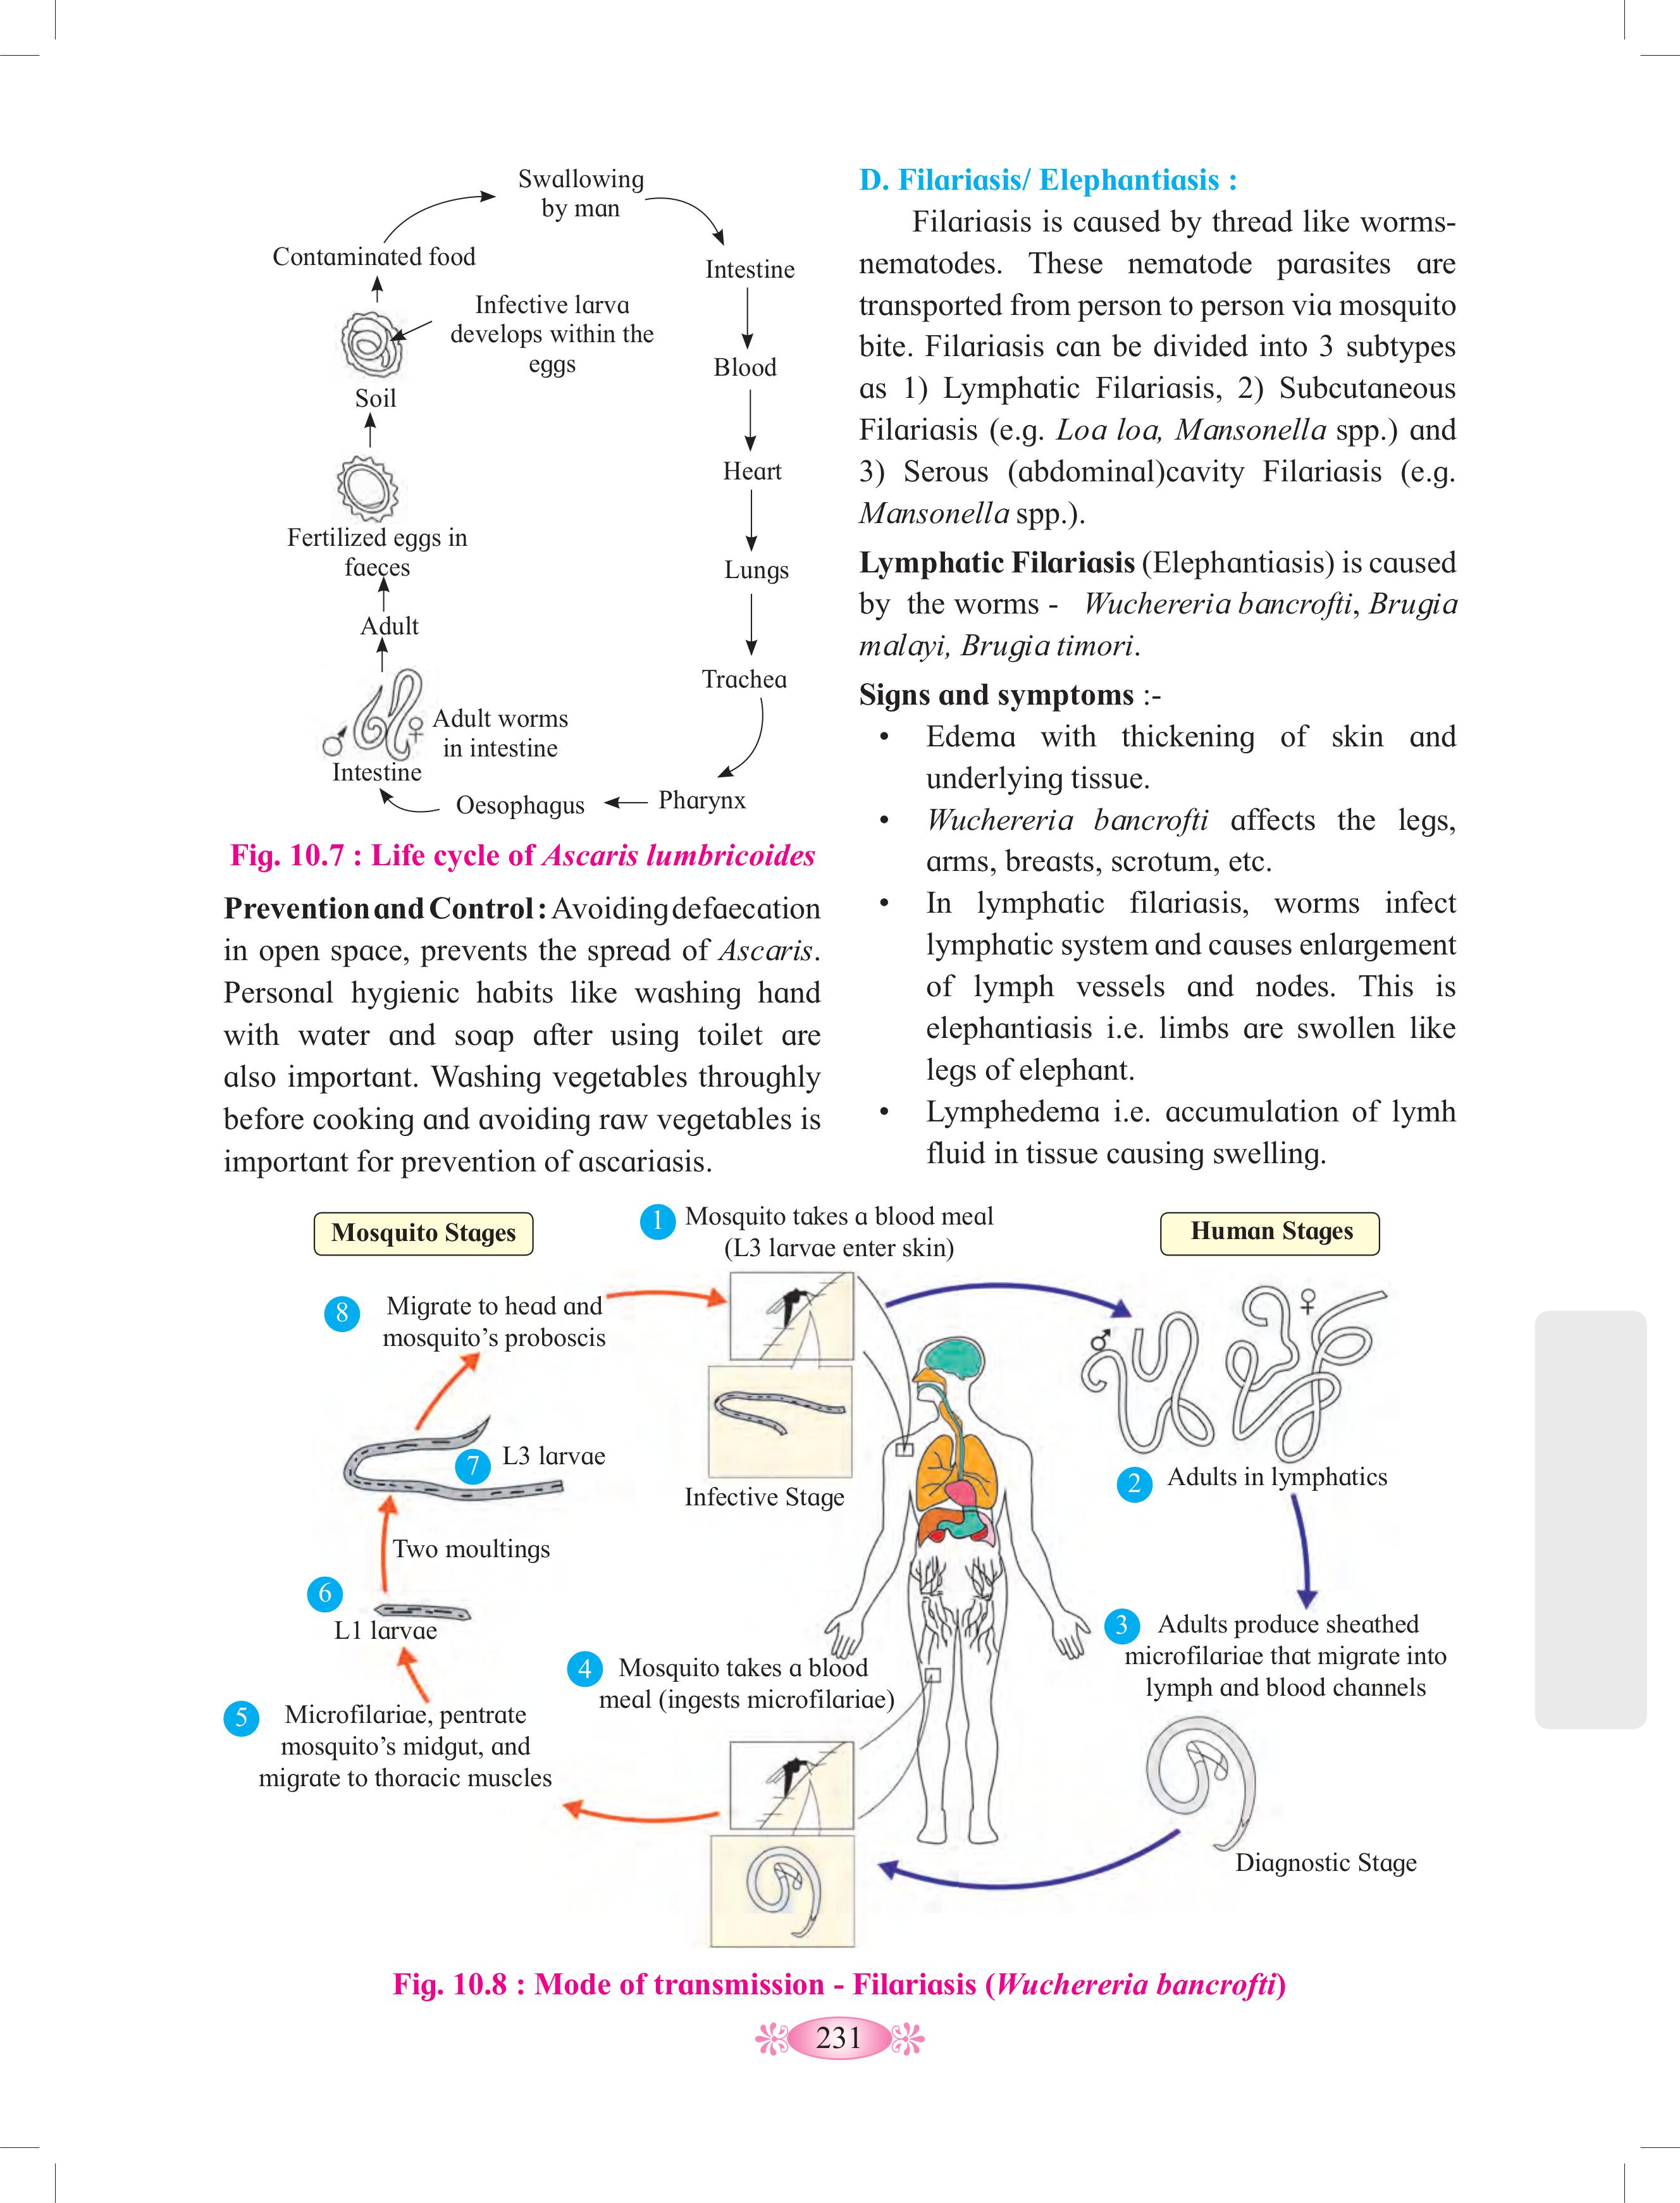 Swallowing
by man
Contaminated food
Intestine
Infective larva
develops within the
eggs
Blood
Soil
Heart
Fertilized eggs in
faeces
Lungs
Adult
Trachea
Adult worms
in intestine
Intestine
Oesophagus
Pharynx
Fig. 10.7 : Life cycle of Ascaris lumbricoides
Prevention and Control : Avoiding defaecation
in open space, prevents the spread of Ascaris.
Personal hygienic habits like washing hand
with water and soap after using toilet are
also important. Washing vegetables throughly
before cooking and avoiding raw vegetables is
important for prevention of ascariasis.
D. Filariasis/ Elephantiasis :
Filariasis is caused by thread like worms-
nematodes. These nematode parasites are
transported from person to person via mosquito
bite. Filariasis can be divided into 3 subtypes
as 1) Lymphatic Filariasis, 2) Subcutaneous
Filariasis (e.g. Loa loa, Mansonella spp.) and
3) Serous (abdominal)cavity Filariasis (e.g.
Mansonella spp.).
Lymphatic Filariasis (Elephantiasis) is caused
by the worms - Wuchereria bancrofti, Brugia
malayi, Brugia timori.
Signs and symptoms :-
• Edema with thickening of skin and
underlying tissue.
• Wuchereria bancrofti affects the legs,
arms, breasts, scrotum, etc.
• In lymphatic filariasis, worms infect
lymphatic system and causes enlargement
of lymph vessels and nodes. This is
elephantiasis i.e. limbs are swollen like
legs of elephant.
• Lymphedema i.e. accumulation of lymh
fluid in tissue causing swelling.
Mosquito Stages
1 Mosquito takes a blood meal
(L3 larvae enter skin)
Human Stages
8 Migrate to head and
mosquito's proboscis
♂
♀
7 L3 larvae
Infective Stage
2 Adults in lymphatics
Two moultings
6
L1 larvae
3 Adults produce sheathed
microfilariae that migrate into
lymph and blood channels
4 Mosquito takes a blood
meal (ingests microfilariae)
5 Microfilariae, pentrate
mosquito's midgut, and
migrate to thoracic muscles
Diagnostic Stage
Fig. 10.8 : Mode of transmission - Filariasis (Wuchereria bancrofti)
231